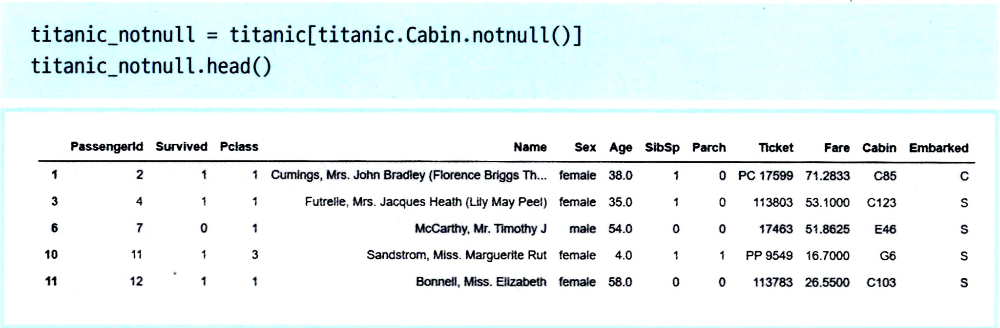 titanic_notnull = titanic[titanic.Cabin.notnull()]
titanic_notnull.head()
PassengerId Survived Pclass Name Sex Age SibSp Parch Ticket Fare Cabin Embarked
1 2 1 1 Cumings, Mrs. John Bradley (Florence Briggs Th... female 38.0 1 0 PC 17599 71.2833 C85 C
3 4 1 1 Futrelle, Mrs. Jacques Heath (Lily May Peel) female 35.0 1 0 113803 53.1000 C123 S
6 7 0 1 McCarthy, Mr. Timothy J male 54.0 0 0 17463 51.8625 E46 S
10 11 1 3 Sandstrom, Miss. Marguerite Rut female 4.0 1 1 PP 9549 16.7000 G6 S
11 12 1 1 Bonnell, Miss. Elizabeth female 58.0 0 0 113783 26.5500 C103 S